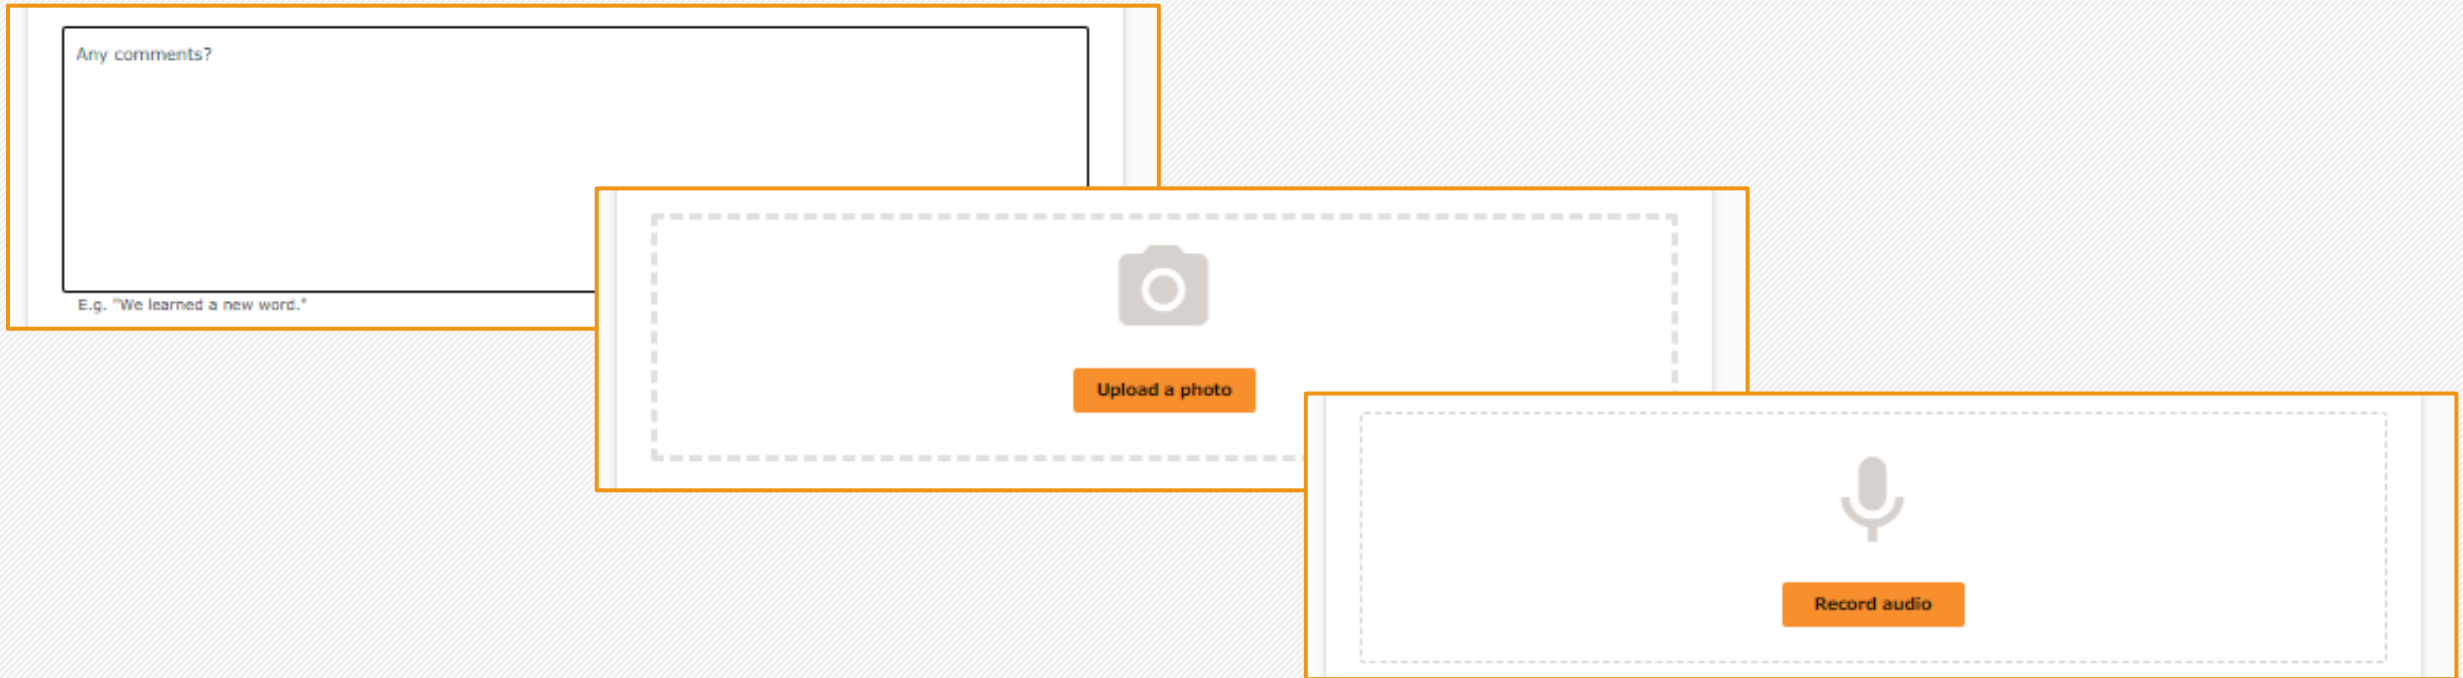 Any comments?
E.g. "We learned a new word."
Upload a photo
Record audio